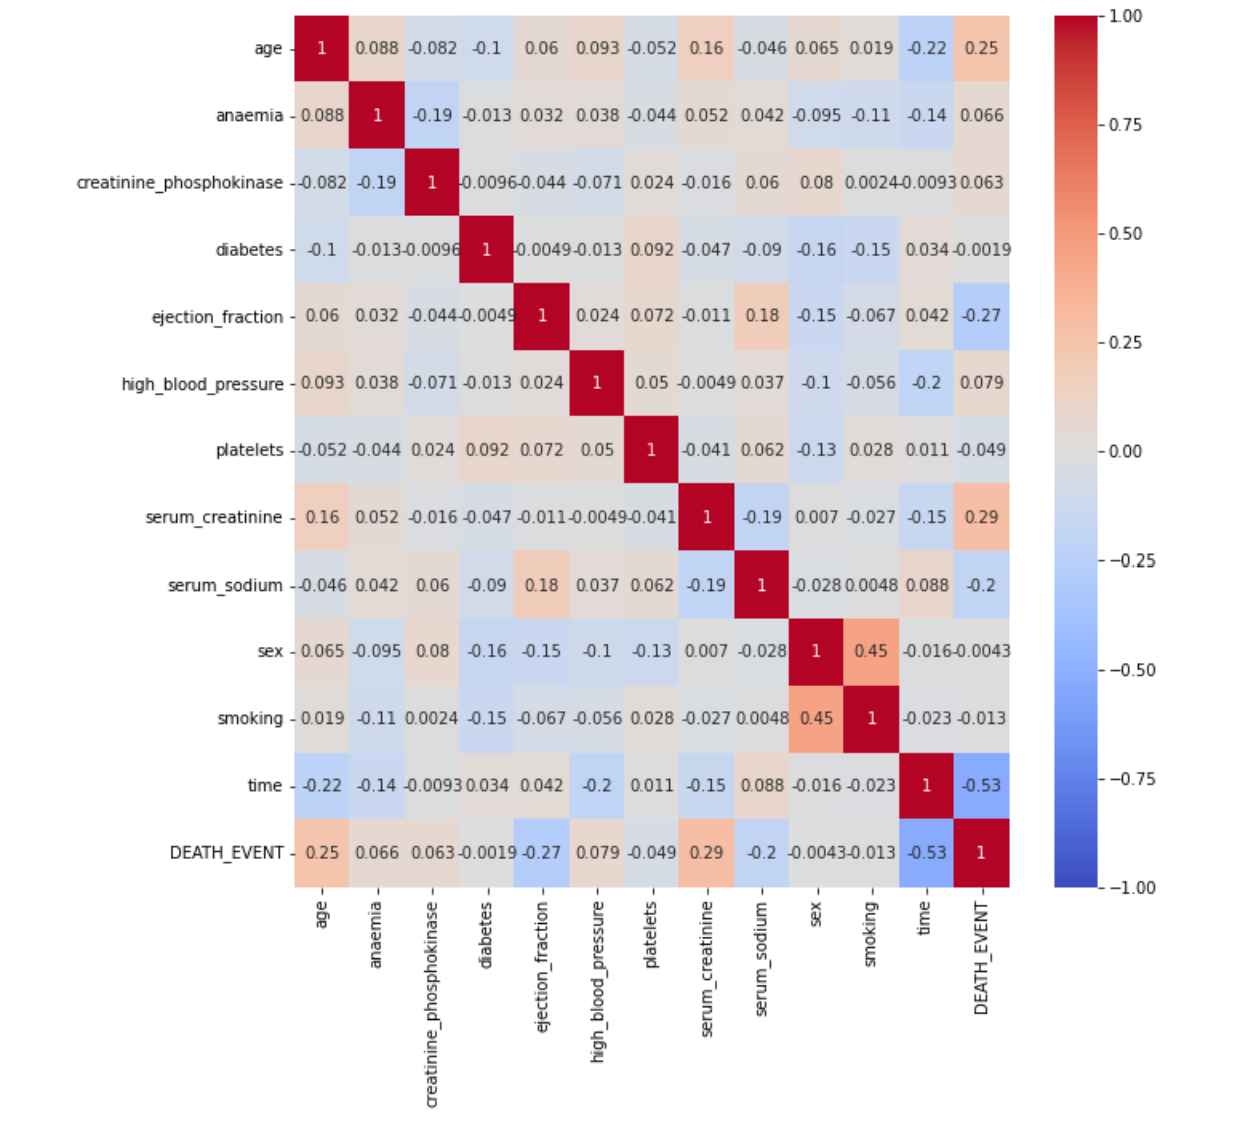 age 1 0.088 -0.082 -0.1 0.06 0.093 -0.052 0.16 -0.046 0.065 0.019 -0.22 0.25
anaemia 0.088 1 -0.19 -0.013 0.032 0.038 -0.044 0.052 0.042 -0.095 -0.11 -0.14 0.066
creatinine_phosphokinase -0.082 -0.19 1 -0.0096 -0.044 -0.071 0.024 -0.016 0.06 0.08 0.0024 -0.0093 0.063
diabetes -0.1 -0.013 -0.0096 1 -0.0049 -0.013 0.092 -0.047 -0.09 -0.16 -0.15 0.034 -0.0019
ejection_fraction 0.06 0.032 -0.044 -0.0049 1 0.024 0.072 -0.011 0.18 -0.15 -0.067 0.042 -0.27
high_blood_pressure 0.093 0.038 -0.071 -0.013 0.024 1 0.05 -0.0049 0.037 -0.1 -0.056 -0.2 0.079
platelets -0.052 -0.044 0.024 0.092 0.072 0.05 1 -0.041 0.062 -0.13 0.028 0.011 -0.049
serum_creatinine 0.16 0.052 -0.016 -0.047 -0.011 -0.0049 -0.041 1 -0.19 0.007 -0.027 -0.15 0.29
serum_sodium -0.046 0.042 0.06 -0.09 0.18 0.037 0.062 -0.19 1 -0.028 0.0048 0.088 -0.2
sex 0.065 -0.095 0.08 -0.16 -0.15 -0.1 -0.13 0.007 -0.028 1 0.45 -0.016 -0.0043
smoking 0.019 -0.11 0.0024 -0.15 -0.067 -0.056 0.028 -0.027 0.0048 0.45 1 -0.023 -0.013
time -0.22 -0.14 -0.0093 0.034 0.042 -0.2 0.011 -0.15 0.088 -0.016 -0.023 1 -0.53
DEATH_EVENT 0.25 0.066 0.063 -0.0019 -0.27 0.079 -0.049 0.29 -0.2 -0.0043 -0.013 -0.53 1
age
anaemia
creatinine_phosphokinase
diabetes
ejection_fraction
high_blood_pressure
platelets
serum_creatinine
serum_sodium
sex
smoking
time
DEATH_EVENT
1.00
0.75
0.50
0.25
0.00
−0.25
−0.50
−0.75
−1.00